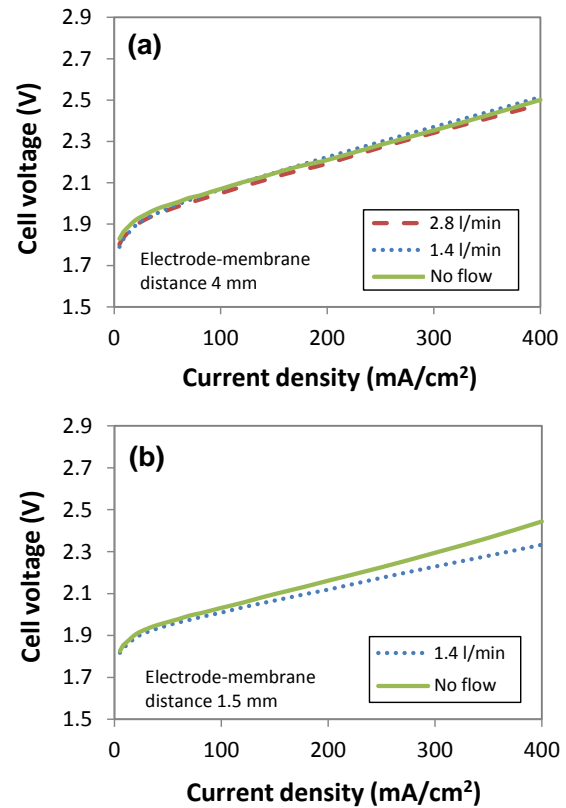 (a)
Cell voltage (V)
2.9
2.7
2.5
2.3
2.1
1.9
1.7
1.5
Electrode-membrane
distance 4 mm
2.8 l/min
1.4 l/min
No flow
0 100 200 300 400
Current density (mA/cm²)
(b)
Cell voltage (V)
2.9
2.7
2.5
2.3
2.1
1.9
1.7
1.5
Electrode-membrane
distance 1.5 mm
1.4 l/min
No flow
0 100 200 300 400
Current density (mA/cm²)